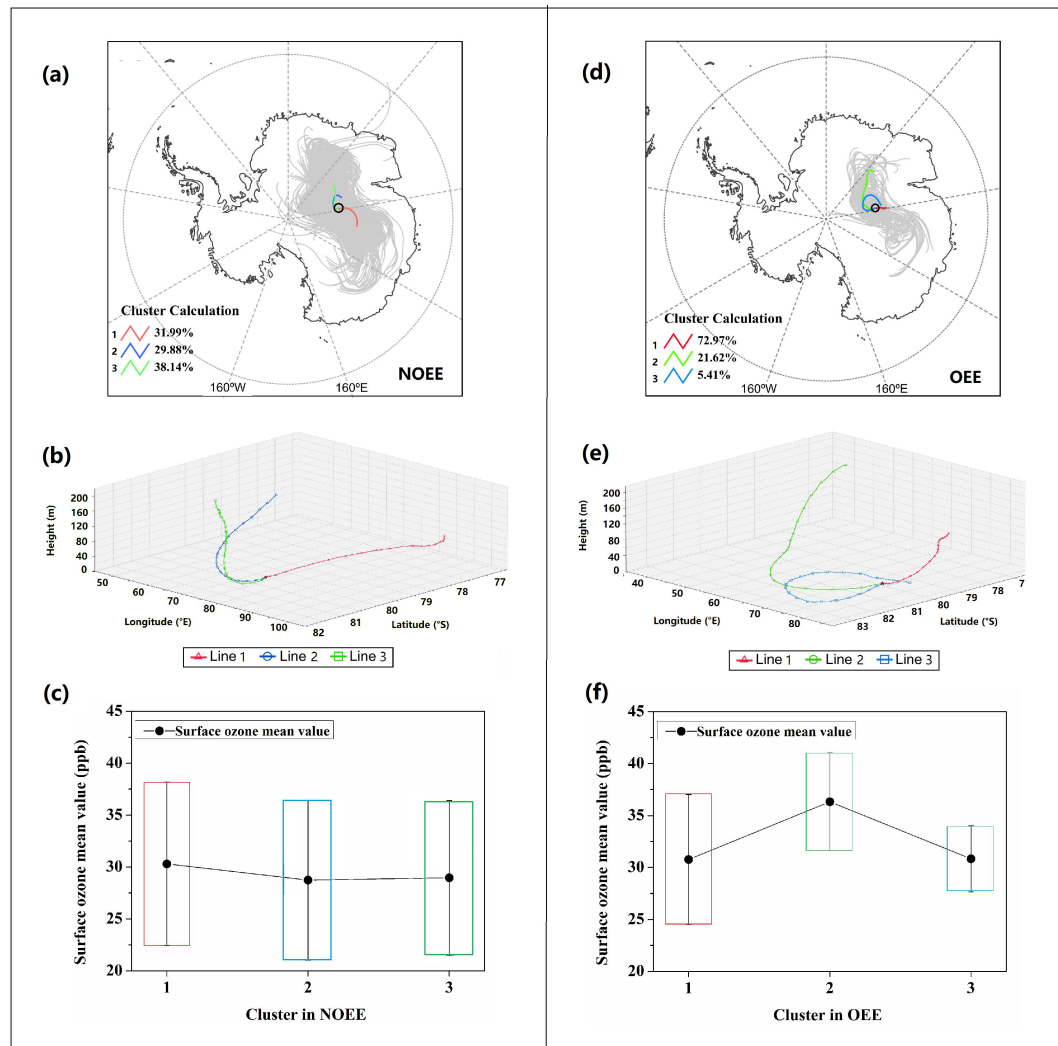 (a)
Cluster Calculation
1 31.99%
2 29.88%
3 38.14%
NOEE
160ºW
160ºE
(d)
Cluster Calculation
1 72.97%
2 21.62%
3 5.41%
OEE
160ºW
160ºE
(b)
Height (m)
200
160
120
80
40
0
50
60
70
80
90
100
Longitude (°E)
82
81
80
79
78
77
Latitude (°S)
Line 1 Line 2 Line 3
(e)
Height (m)
200
160
120
80
40
0
40
50
60
70
80
Longitude (°E)
83
82
81
80
79
78
7
Latitude (°S)
Line 1 Line 2 Line 3
(c)
Surface ozone mean value
Surface ozone mean value (ppb)
45
40
35
30
25
20
1 2 3
Cluster in NOEE
(f)
Surface ozone mean value
Surface ozone mean value (ppb)
45
40
35
30
25
20
1 2 3
Cluster in OEE